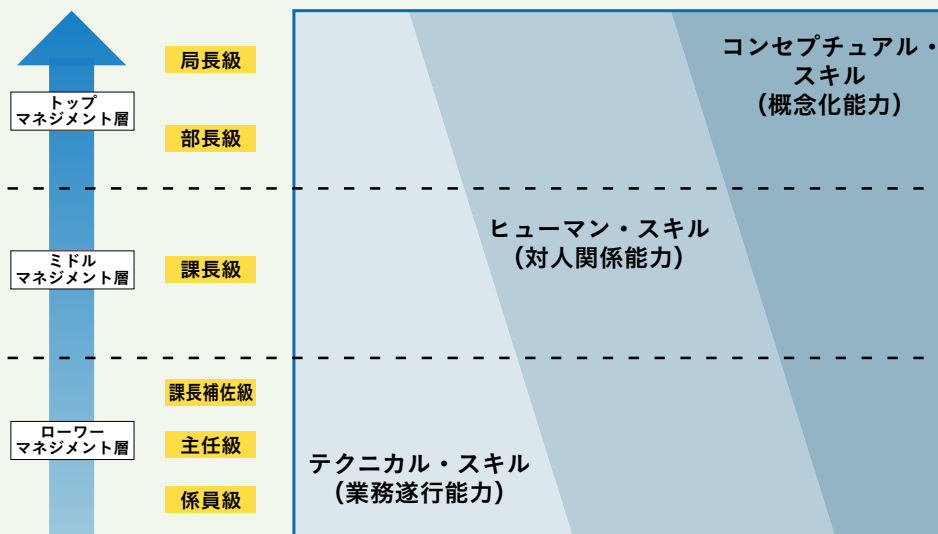 局長級
コンセプチュアル・
スキル
(概念化能力)
トップ
マネジメント層
部長級
ヒューマン・スキル
(対人関係能力)
ミドル
マネジメント層
課長級
課長補佐級
ローワー
マネジメント層
主任級
テクニカル・スキル
(業務遂行能力)
係員級